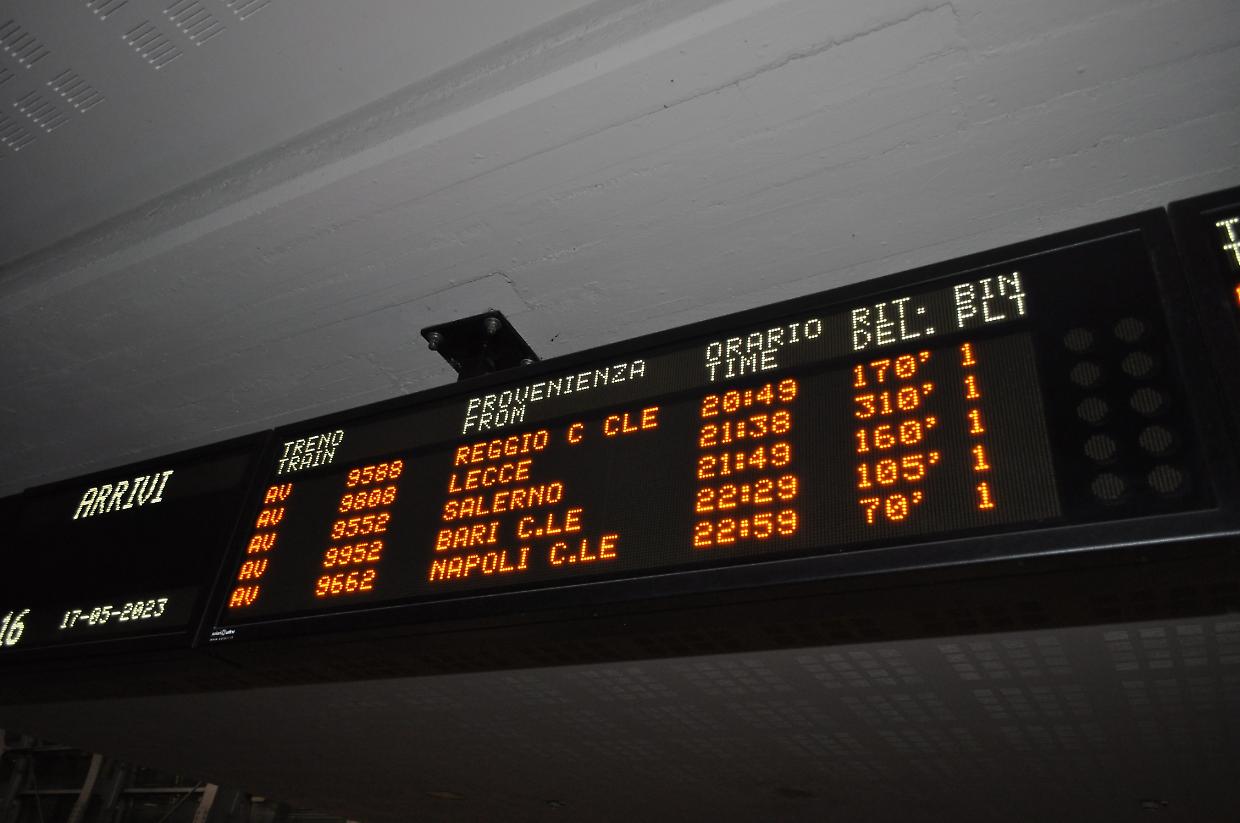 ARRIVI
16 17-05-2023
TRENO PROVENIENZA ORARIO RIT. BIN
TRAIN FROM TIME DEL. PLT
AV 9588 REGGIO C CLE 20:49 170' 1
AV 9808 LECCE 21:38 310' 1
AV 9552 SALERNO 21:49 160' 1
AV 9952 BARI C.LE 22:29 105' 1
AV 9662 NAPOLI C.LE 22:59 70' 1